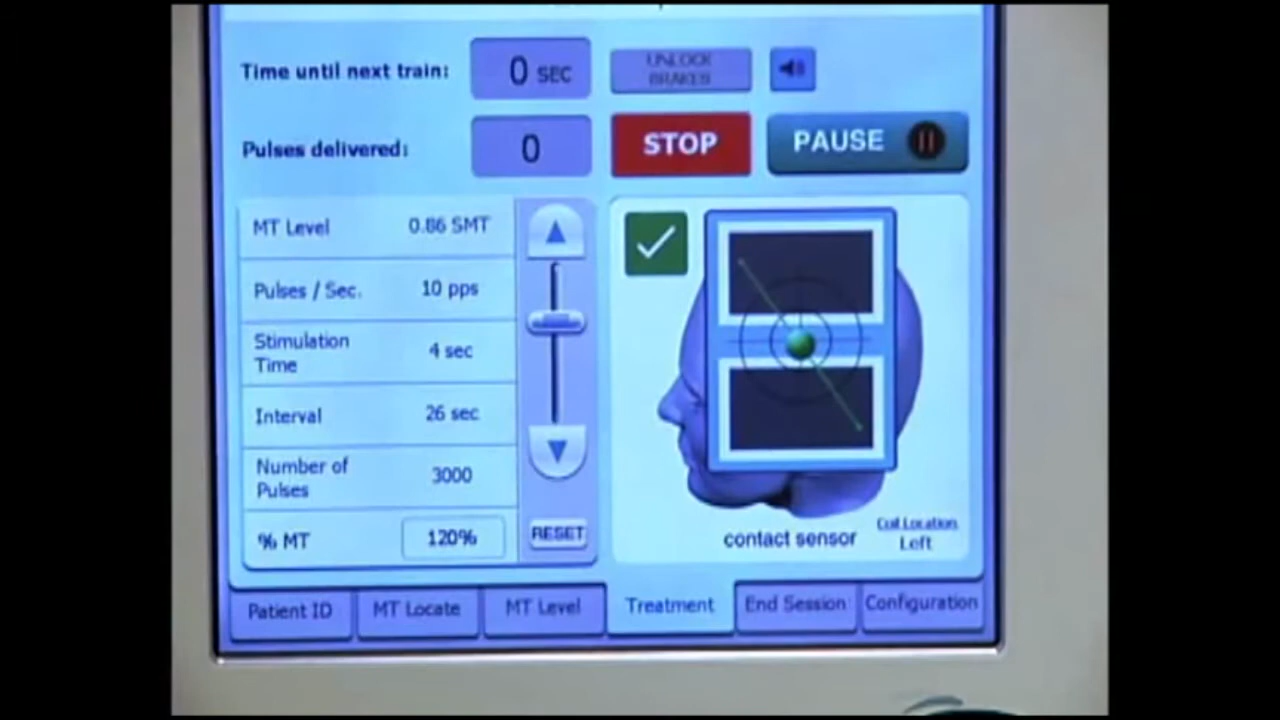 Time until next train:
0 SEC
UNLOCK
BRAKES
Pulses delivered:
0
STOP
PAUSE
MT Level
0.86 SMT
Pulses / Sec.
10 pps
Stimulation
Time
4 sec
Interval
26 sec
Number of
Pulses
3000
% MT
120%
RESET
contact sensor
Coil Location
Left
Patient ID
MT Locate
MT Level
Treatment
End Session
Configuration